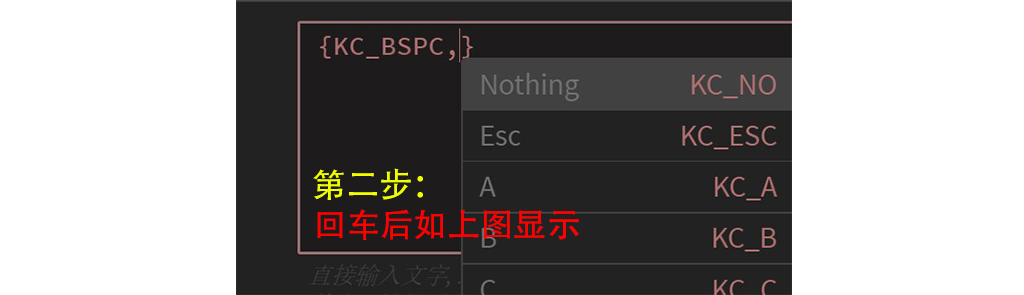 {KC_BSPC,}
Nothing KC_NO
Esc KC_ESC
A KC_A
第二步：
回车后如上图显示
B KC_B
直接输入文字,
C KC_C